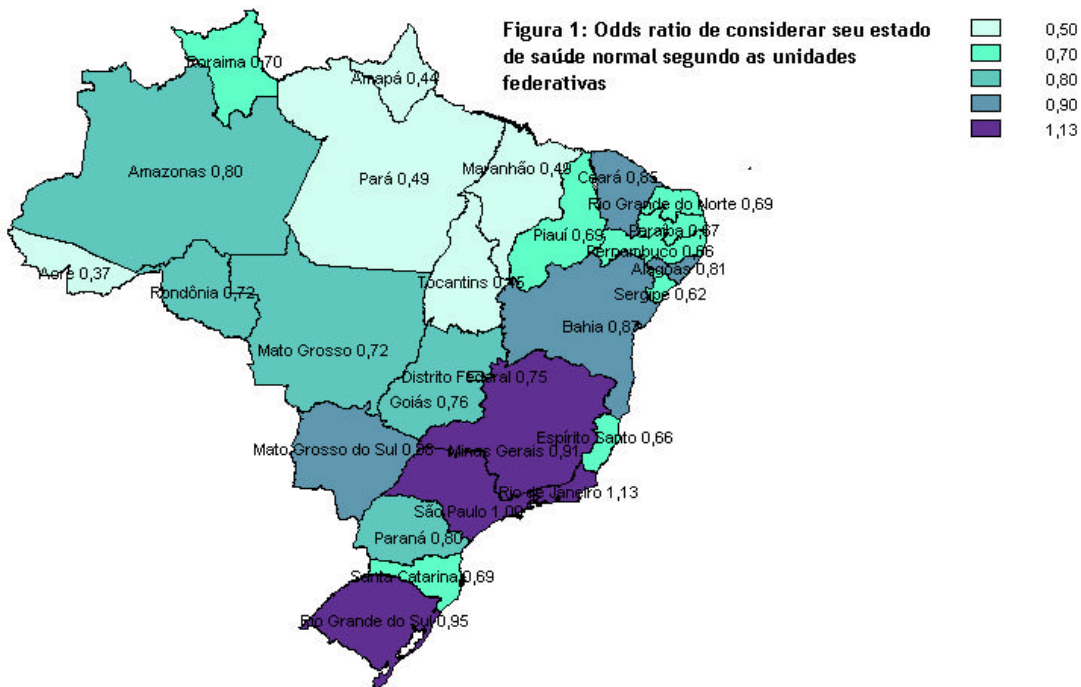 Figura 1: Odds ratio de considerar seu estado
de saúde normal segundo as unidades
federativas
0,50
0,70
0,80
0,90
1,13
Roraima 0,70
Amapá 0,44
Amazonas 0,80
Pará 0,49
Maranhão 0,49
Ceará 0,85
Rio Grande do Norte 0,69
Paraíba 0,67
Piauí 0,69
Pernambuco 0,66
Alagoas 0,81
Sergipe 0,62
Acre 0,37
Rondônia 0,72
Tocantins 0,45
Bahia 0,87
Mato Grosso 0,72
Distrito Federal 0,75
Goiás 0,76
Mato Grosso do Sul
Minas Gerais 0,91
Espírito Santo 0,66
Rio de Janeiro 1,13
São Paulo 1,00
Paraná 0,80
Santa Catarina 0,69
Rio Grande do Sul 0,95